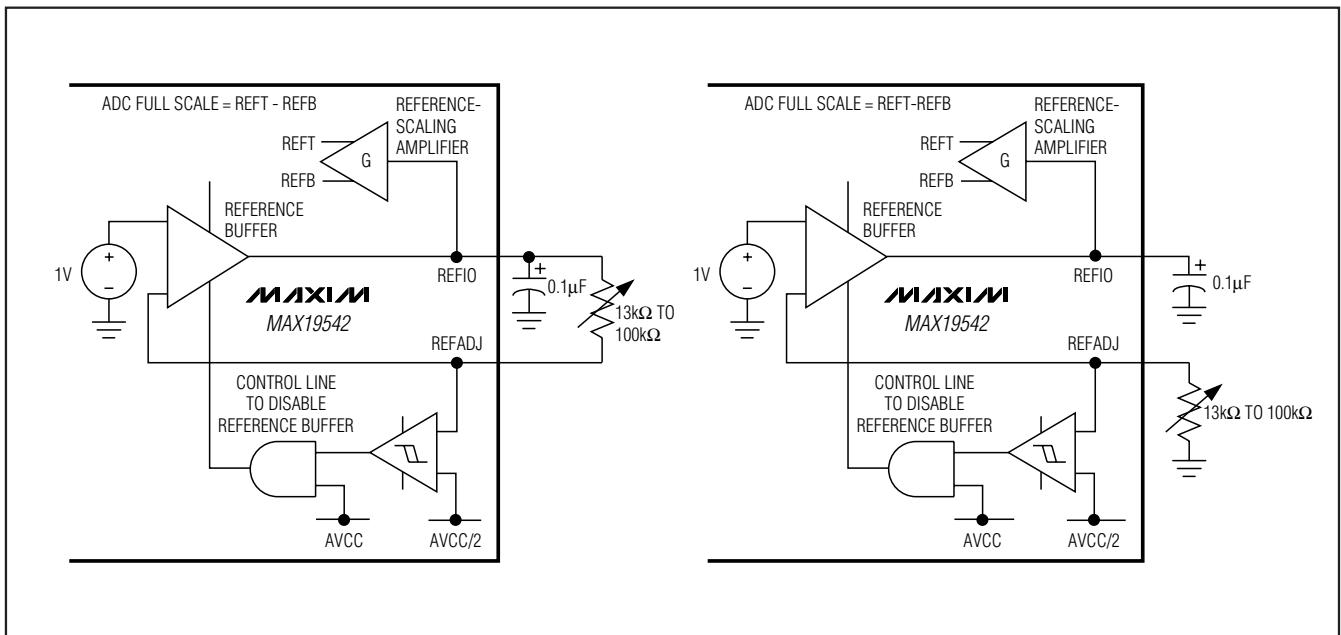 ADC FULL SCALE = REFT - REFB
REFERENCE-
SCALING
AMPLIFIER
REFT
G
REFB
REFERENCE
BUFFER
1V
+
−
REFIO
+
0.1µF
MAXIM
MAX19542
13kΩ TO
100kΩ
REFADJ
CONTROL LINE
TO DISABLE
REFERENCE BUFFER
AVCC
AVCC/2
ADC FULL SCALE = REFT-REFB
REFERENCE-
SCALING
AMPLIFIER
REFT
G
REFB
REFERENCE
BUFFER
1V
+
−
REFIO
+
0.1µF
MAXIM
MAX19542
REFADJ
13kΩ TO 100kΩ
CONTROL LINE
TO DISABLE
REFERENCE BUFFER
AVCC
AVCC/2